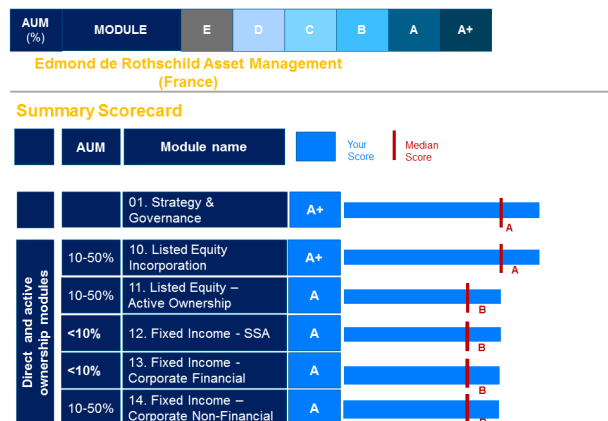 AUM (%) MODULE E D C B A A+
Edmond de Rothschild Asset Management
(France)
Summary Scorecard
AUM Module name Your Score Median Score
01. Strategy &
Governance A+ A
10-50% 10. Listed Equity
Incorporation A+ A
10-50% 11. Listed Equity –
Active Ownership A B
<10% 12. Fixed Income - SSA A B
<10% 13. Fixed Income -
Corporate Financial A B
10-50% 14. Fixed Income –
Corporate Non-Financial A
Direct and active
ownership modules